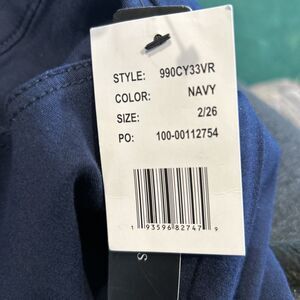 STYLE: 990CY33VR
COLOR: NAVY
SIZE: 2/26
PO: 100-00112754
1 93596 82747 9
S